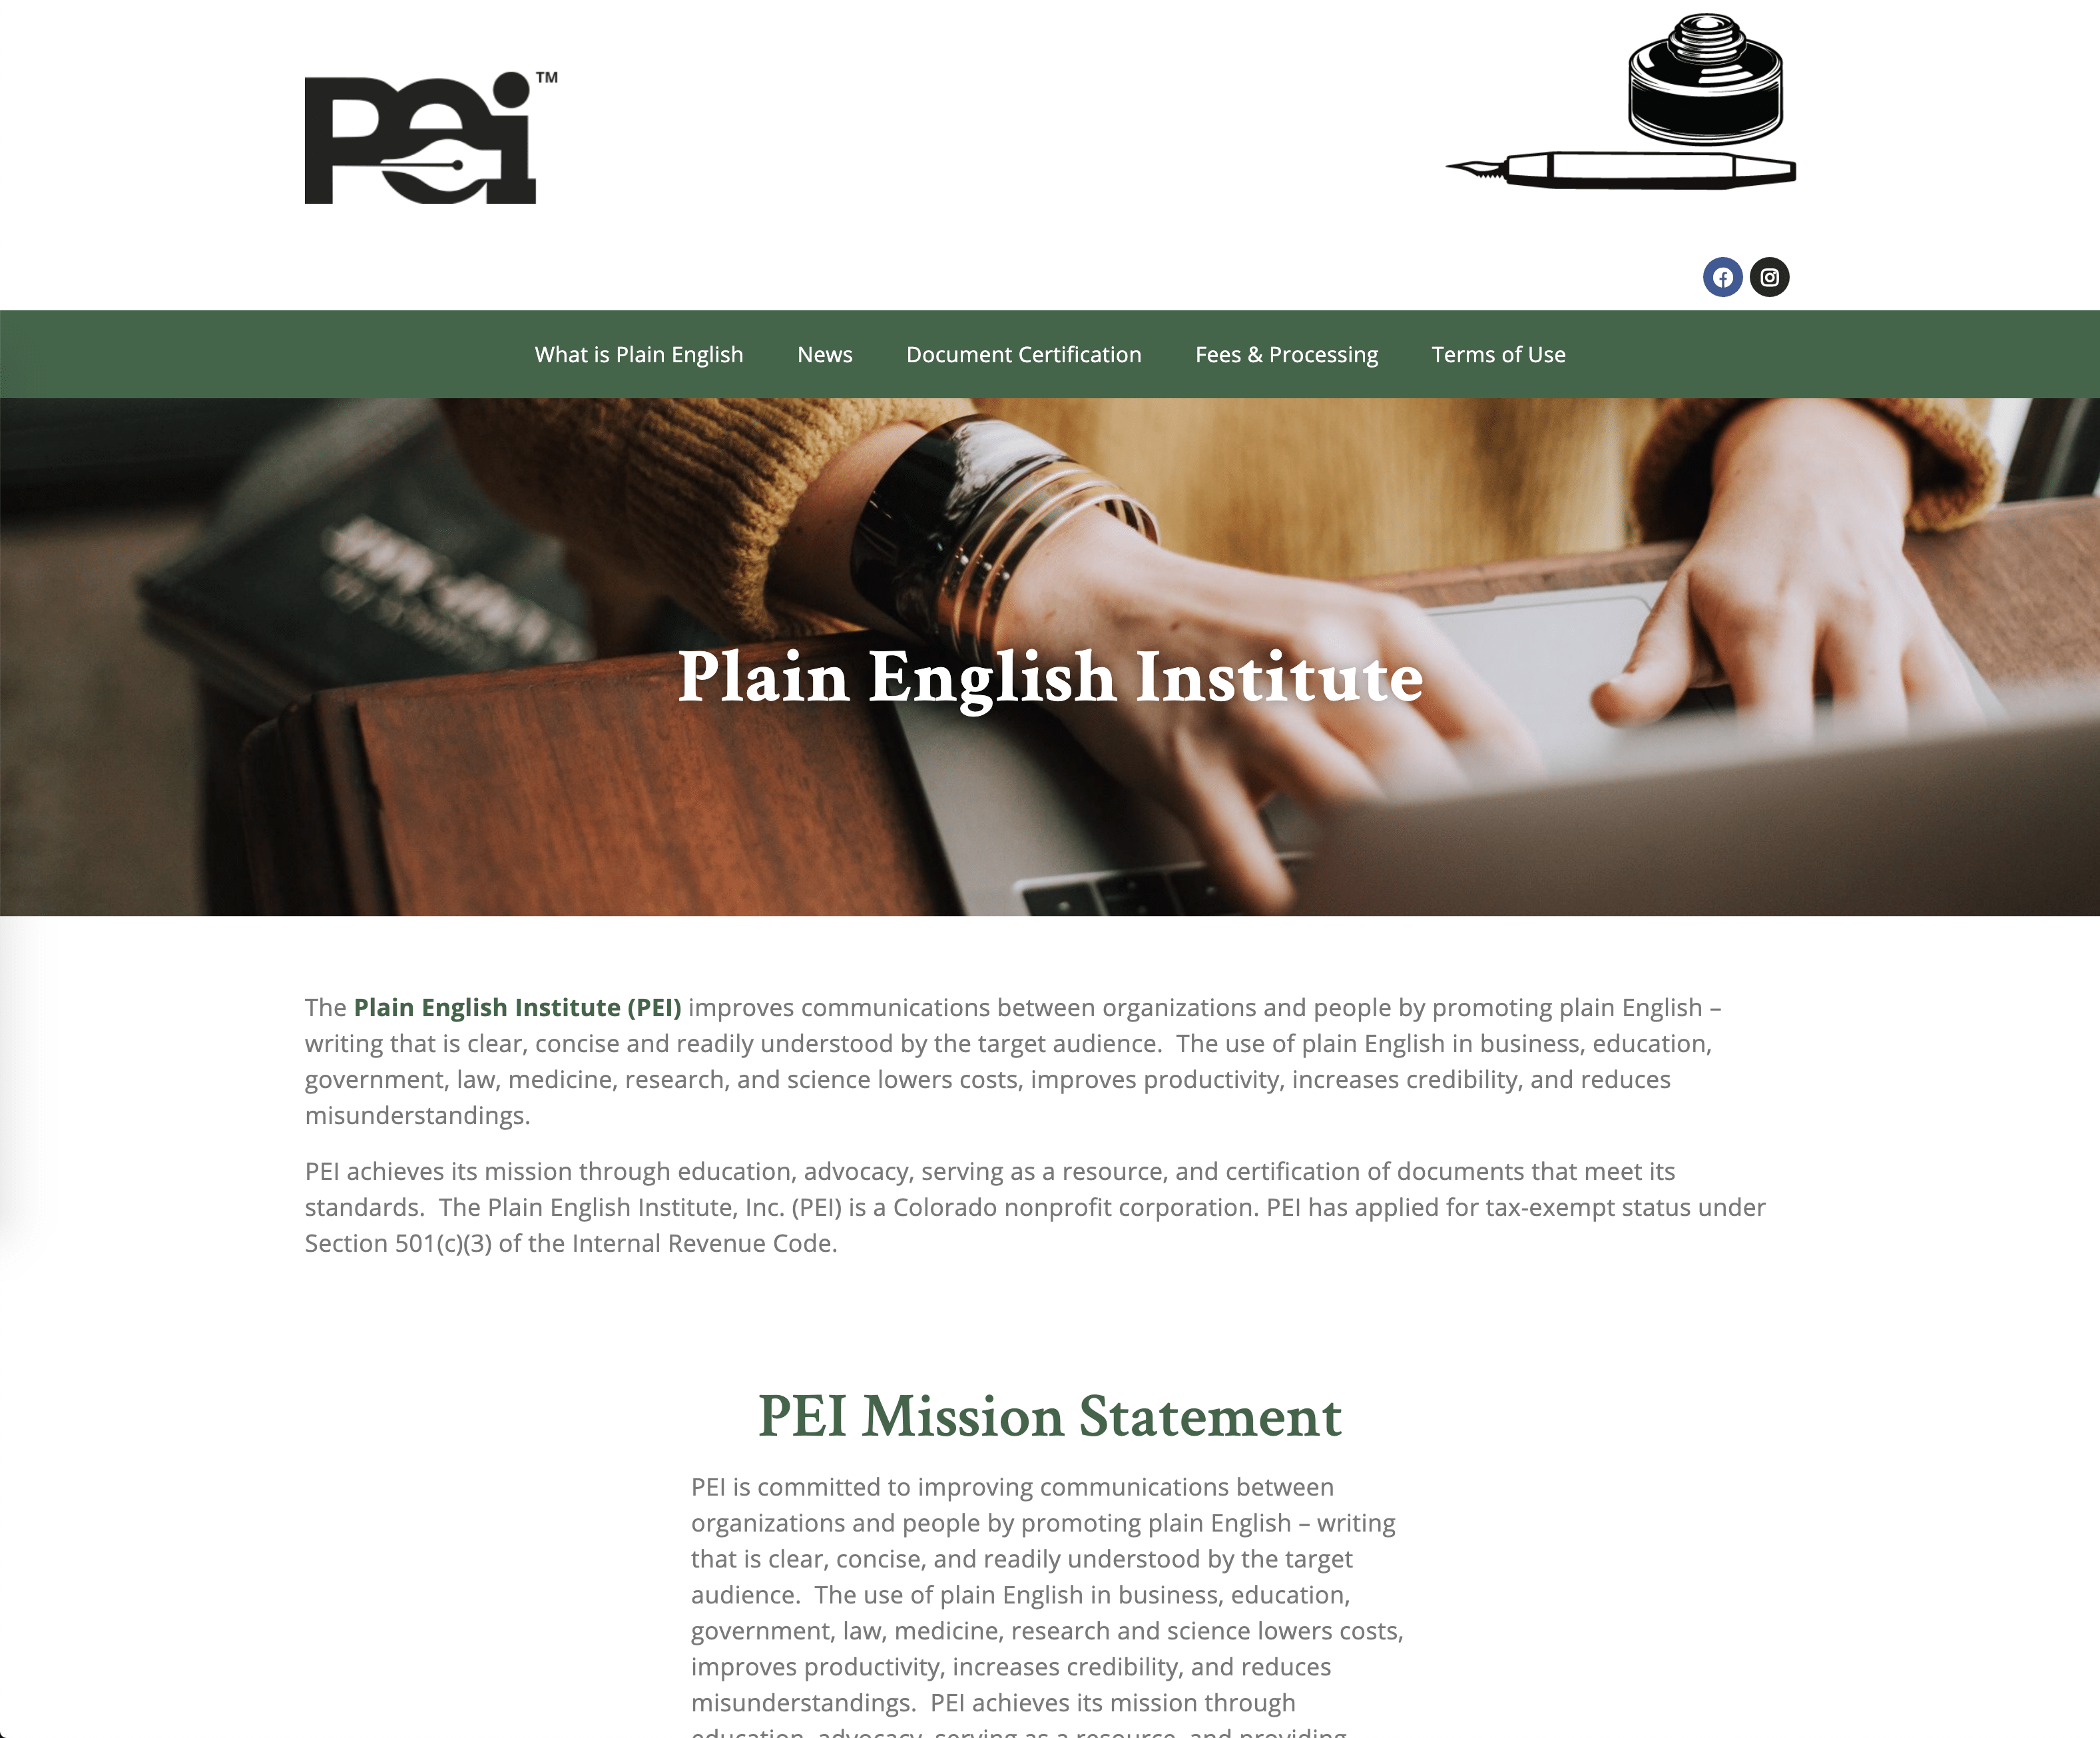 PEi™
What is Plain English News Document Certification Fees & Processing Terms of Use
Plain English Institute
The Plain English Institute (PEI) improves communications between organizations and people by promoting plain English –
writing that is clear, concise and readily understood by the target audience.  The use of plain English in business, education,
government, law, medicine, research, and science lowers costs, improves productivity, increases credibility, and reduces
misunderstandings.
PEI achieves its mission through education, advocacy, serving as a resource, and certification of documents that meet its
standards.  The Plain English Institute, Inc. (PEI) is a Colorado nonprofit corporation. PEI has applied for tax-exempt status under
Section 501(c)(3) of the Internal Revenue Code.
PEI Mission Statement
PEI is committed to improving communications between
organizations and people by promoting plain English – writing
that is clear, concise, and readily understood by the target
audience.  The use of plain English in business, education,
government, law, medicine, research and science lowers costs,
improves productivity, increases credibility, and reduces
misunderstandings.  PEI achieves its mission through
education, advocacy, serving as a resource, and providing